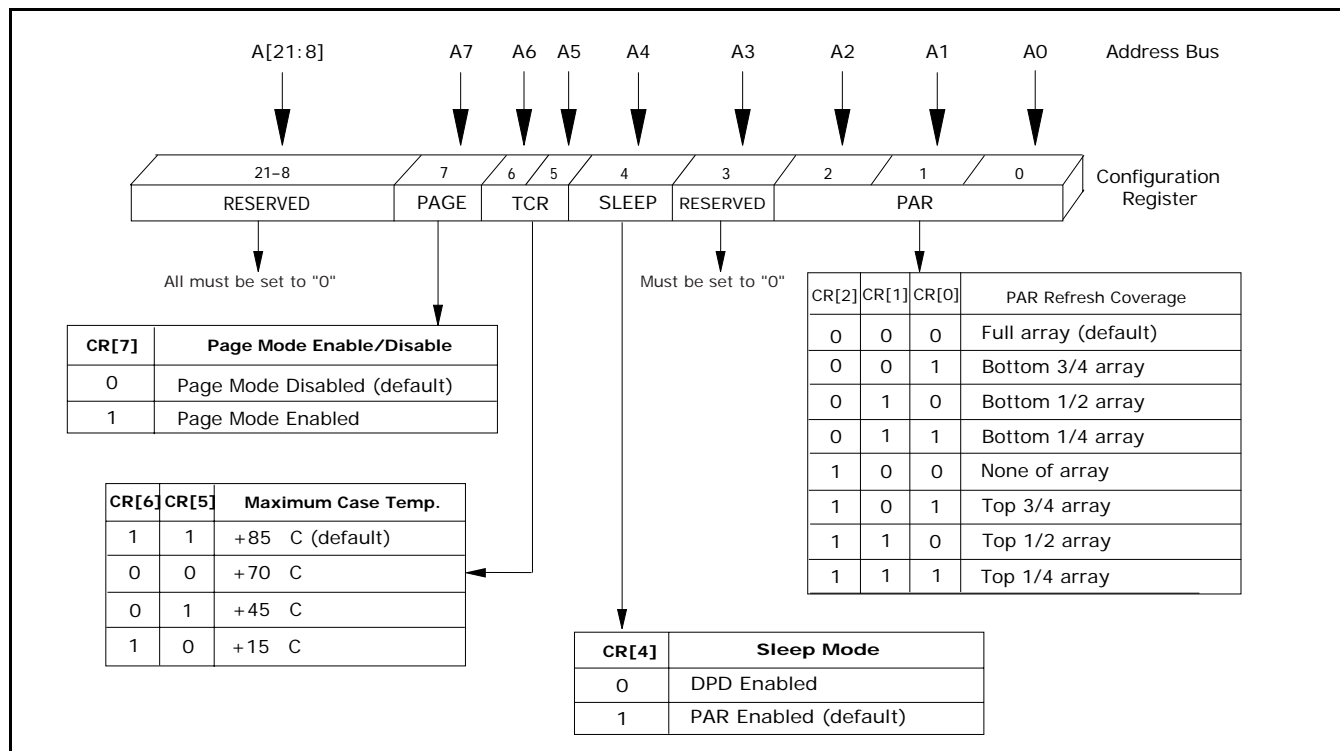 A[21:8] A7 A6 A5 A4 A3 A2 A1 A0 Address Bus
21–8 7 6 5 4 3 2 1 0
RESERVED PAGE TCR SLEEP RESERVED PAR
Configuration
Register
All must be set to "0"
Must be set to "0"
CR[7] Page Mode Enable/Disable
0 Page Mode Disabled (default)
1 Page Mode Enabled
CR[6] CR[5] Maximum Case Temp.
1 1 +85 C (default)
0 0 +70 C
0 1 +45 C
1 0 +15 C
CR[4] Sleep Mode
0 DPD Enabled
1 PAR Enabled (default)
CR[2] CR[1] CR[0] PAR Refresh Coverage
0 0 0 Full array (default)
0 0 1 Bottom 3/4 array
0 1 0 Bottom 1/2 array
0 1 1 Bottom 1/4 array
1 0 0 None of array
1 0 1 Top 3/4 array
1 1 0 Top 1/2 array
1 1 1 Top 1/4 array